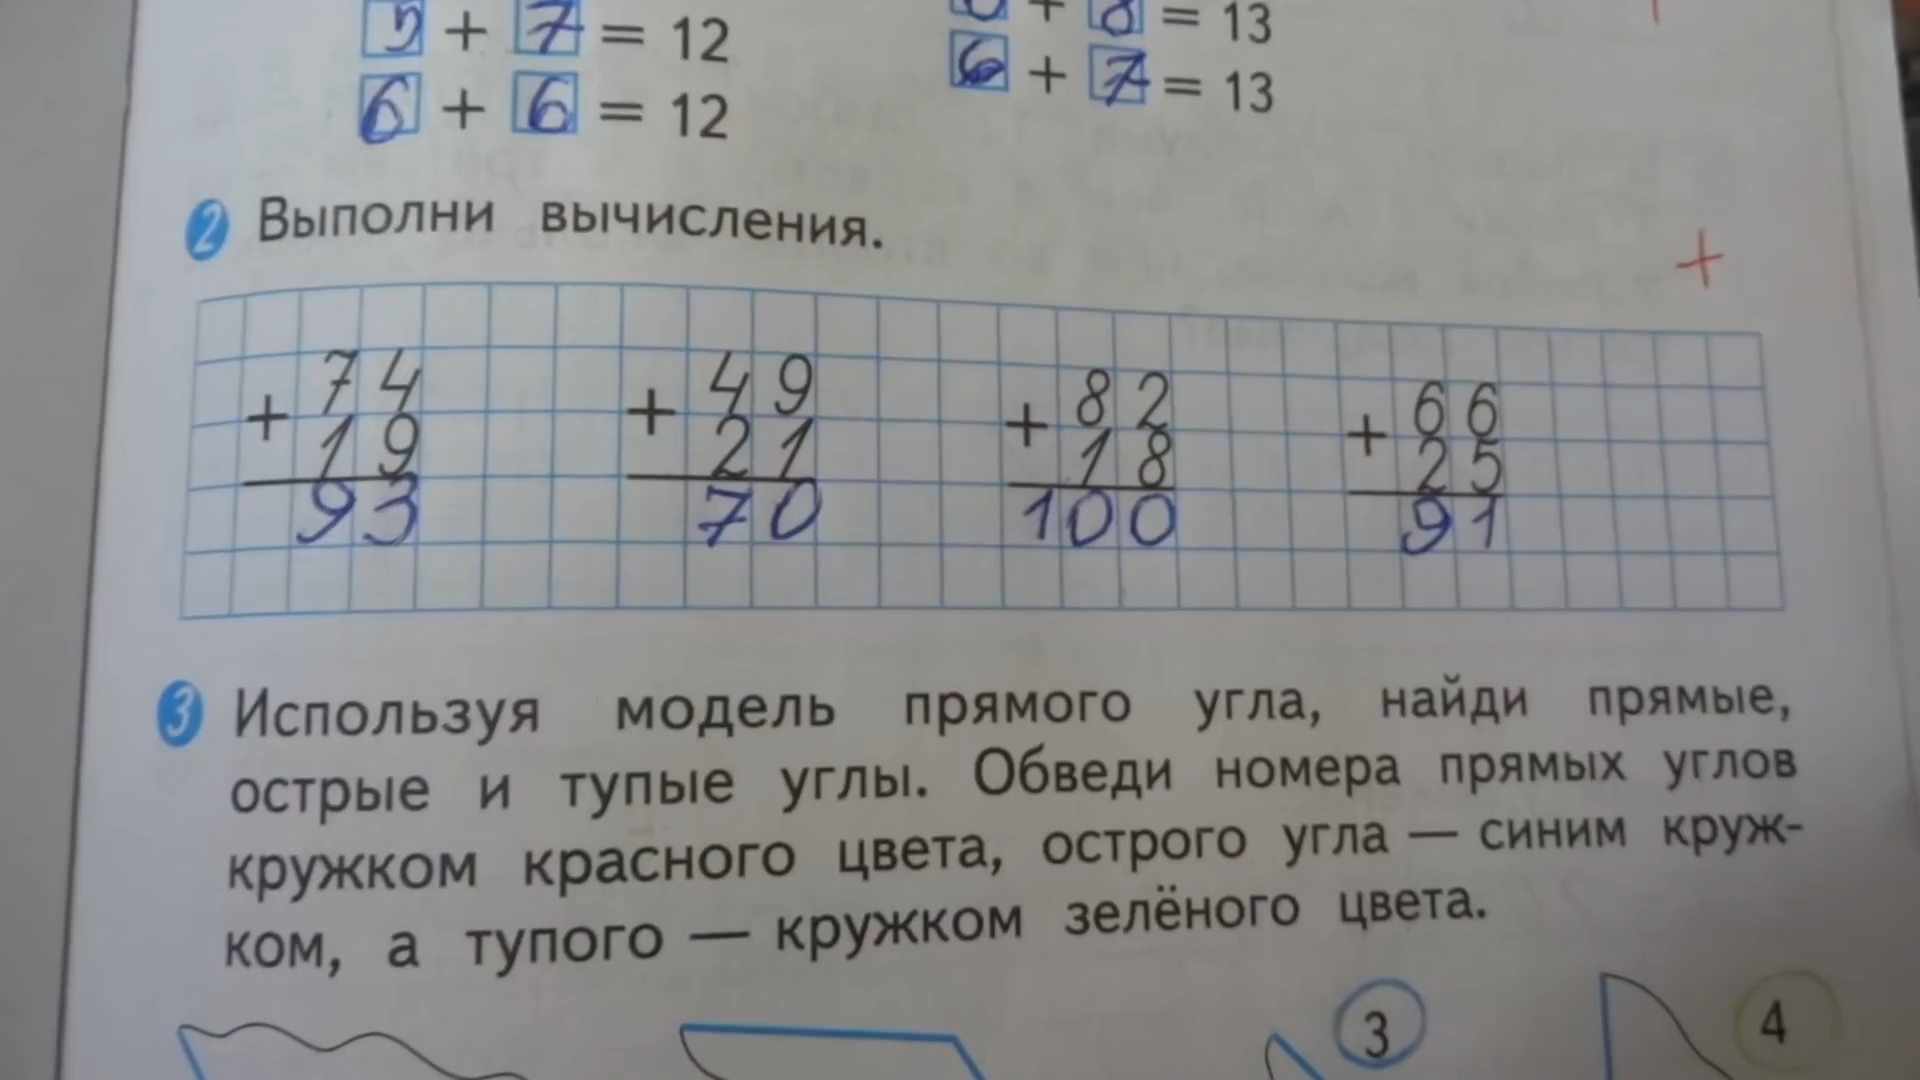 5 + 7 = 12
+ 8 = 13
6 + 6 = 12
6 + 7 = 13
2 Выполни вычисления.
+
74 49 82 66
+ + + +
19 21 18 25
93 70 100 91
3 Используя модель прямого угла, найди прямые,
острые и тупые углы. Обведи номера прямых углов
кружком красного цвета, острого угла — синим круж-
ком, а тупого — кружком зелёного цвета.
3 4